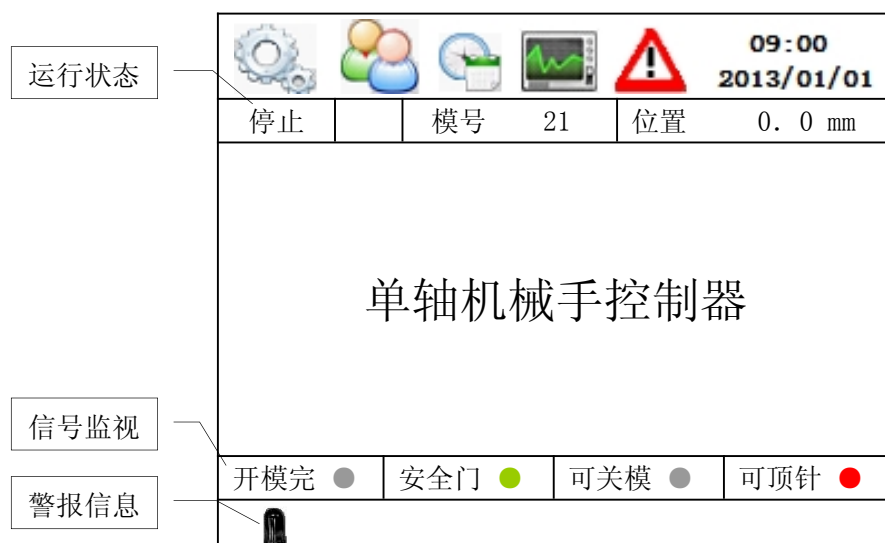 09:00
2013/01/01
运行状态
停止 模号 21 位置 0. 0 mm
单轴机械手控制器
信号监视
开模完 安全门 可关模 可顶针
警报信息